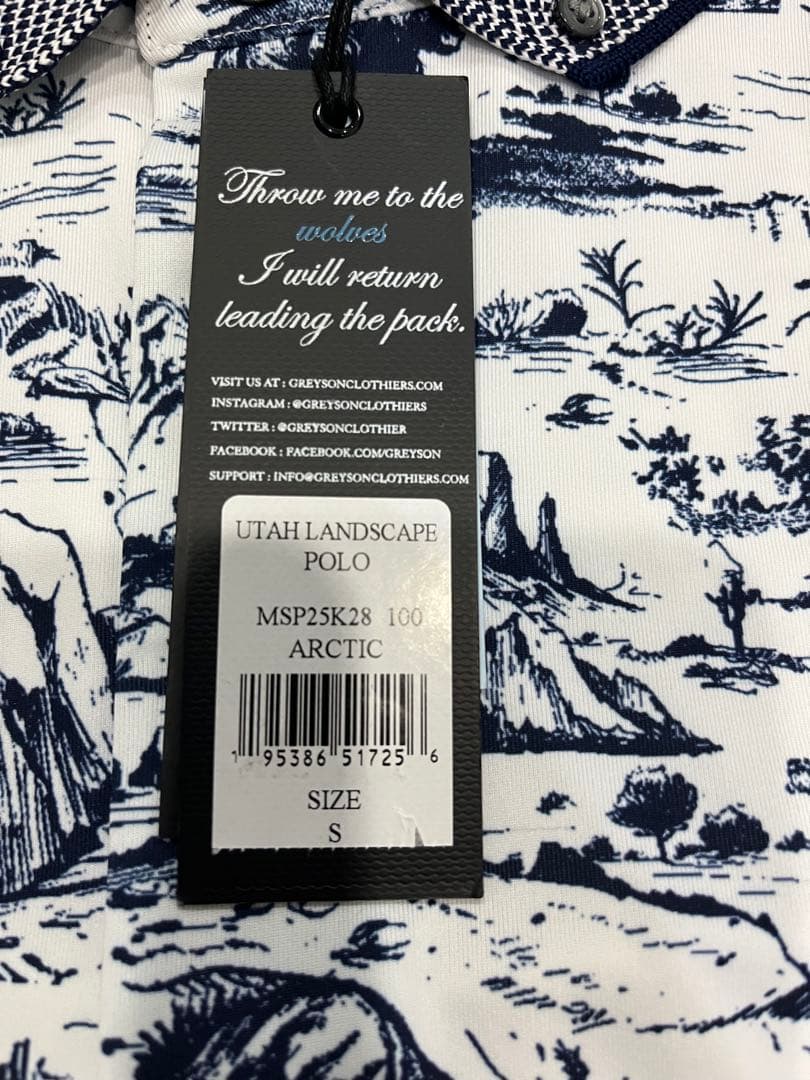 Throw me to the
wolves
I will return
leading the pack.
VISIT US AT : GREYSONCLOTHIERS.COM
INSTAGRAM : @GREYSONCLOTHIERS
TWITTER : @GREYSONCLOTHIER
FACEBOOK : FACEBOOK.COM/GREYSON
SUPPORT : INFO@GREYSONCLOTHIERS.COM
UTAH LANDSCAPE
POLO
MSP25K28 100
ARCTIC
1 95386 51725 6
SIZE
S